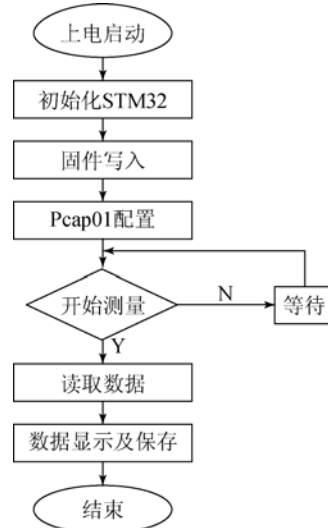 上电启动
初始化STM32
固件写入
Pcap01配置
开始测量
N
等待
Y
读取数据
数据显示及保存
结束